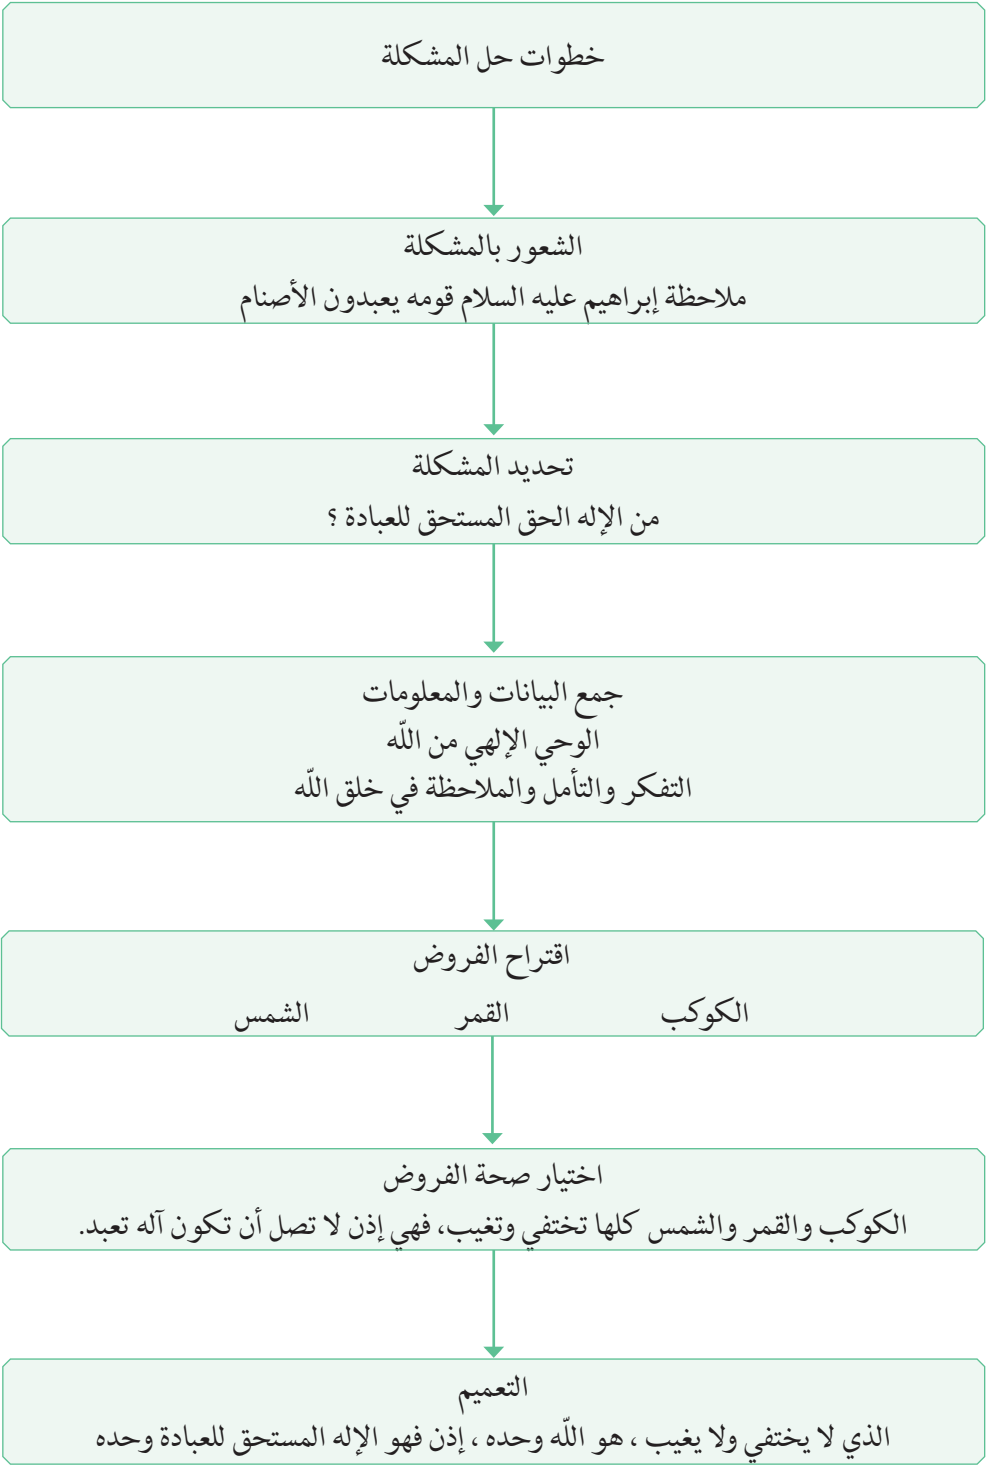 خطوات حل المشكلة
الشعور بالمشكلة
ملاحظة إبراهيم عليه السلام قومه يعبدون الأصنام
تحديد المشكلة
من الإله الحق المستحق للعبادة ؟
جمع البيانات والمعلومات
الوحي الإلهي من اللّه
التفكر والتأمل والملاحظة في خلق اللّه
اقتراح الفروض
الكوكب القمر الشمس
اختيار صحة الفروض
الكوكب والقمر والشمس كلها تختفي وتغيب، فهي إذن لا تصل أن تكون آله تعبد.
التعميم
الذي لا يختفي ولا يغيب ، هو اللّه وحده ، إذن فهو الإله المستحق للعبادة وحده